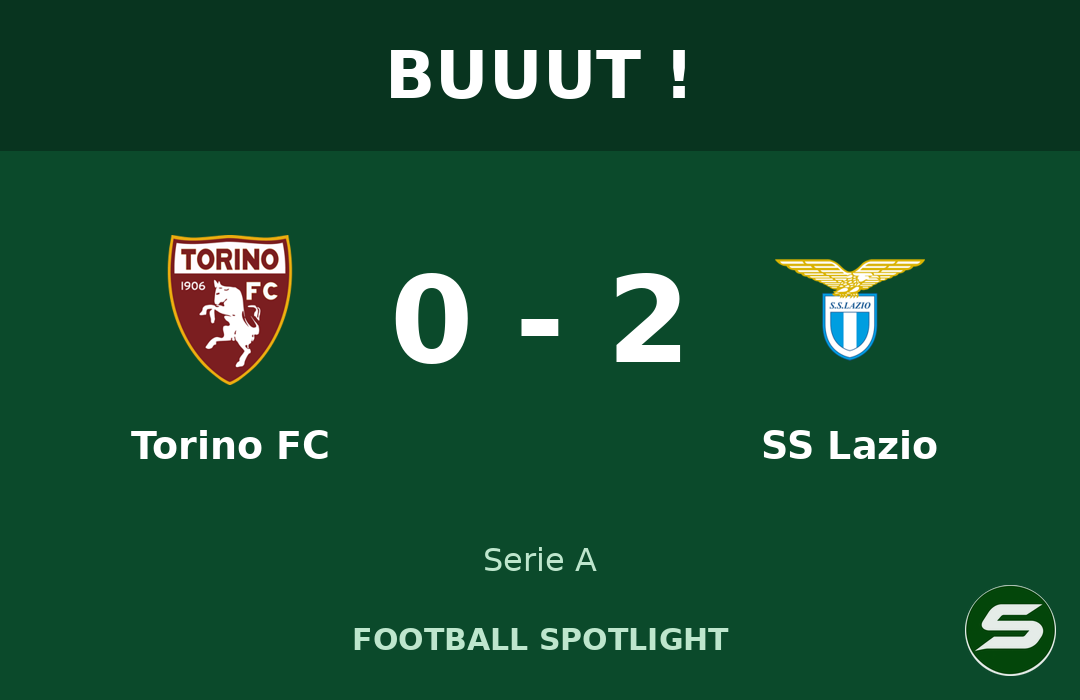 BUUUT !
TORINO
1906
FC
0 - 2
S.S.LAZIO
Torino FC
SS Lazio
Serie A
FOOTBALL SPOTLIGHT
S